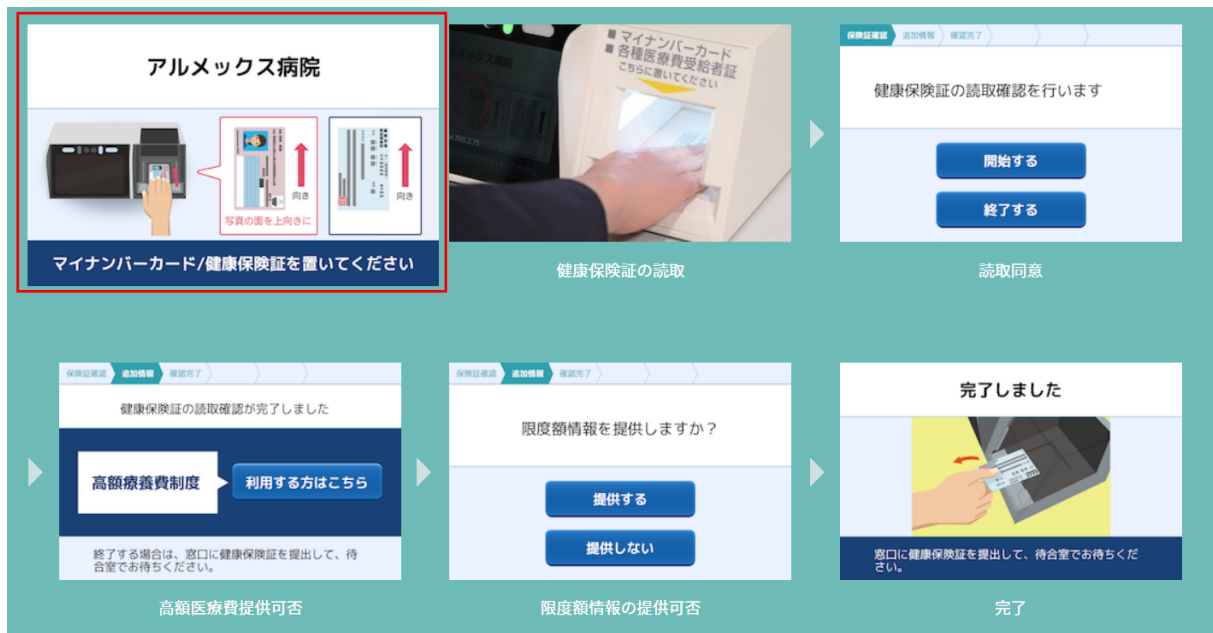 アルメックス病院
向き
向き
写真の面を上向きに
マイナンバーカード/健康保険証を置いてください
■ マイナンバーカード
■ 各種医療費受給者証
こちらに置いてください
健康保険証の読取
保険証確認 追加情報 確認完了
健康保険証の読取確認を行います
開始する
終了する
読取同意
保険証確認 追加情報 確認完了
健康保険証の読取確認が完了しました
高額療養費制度
利用する方はこちら
終了する場合は、窓口に健康保険証を提出して、待
合室でお待ちください。
高額医療費提供可否
保険証確認 追加情報 確認完了
限度額情報を提供しますか？
提供する
提供しない
限度額情報の提供可否
完了しました
窓口に健康保険証を提出して、待合室でお待ちくだ
さい。
完了